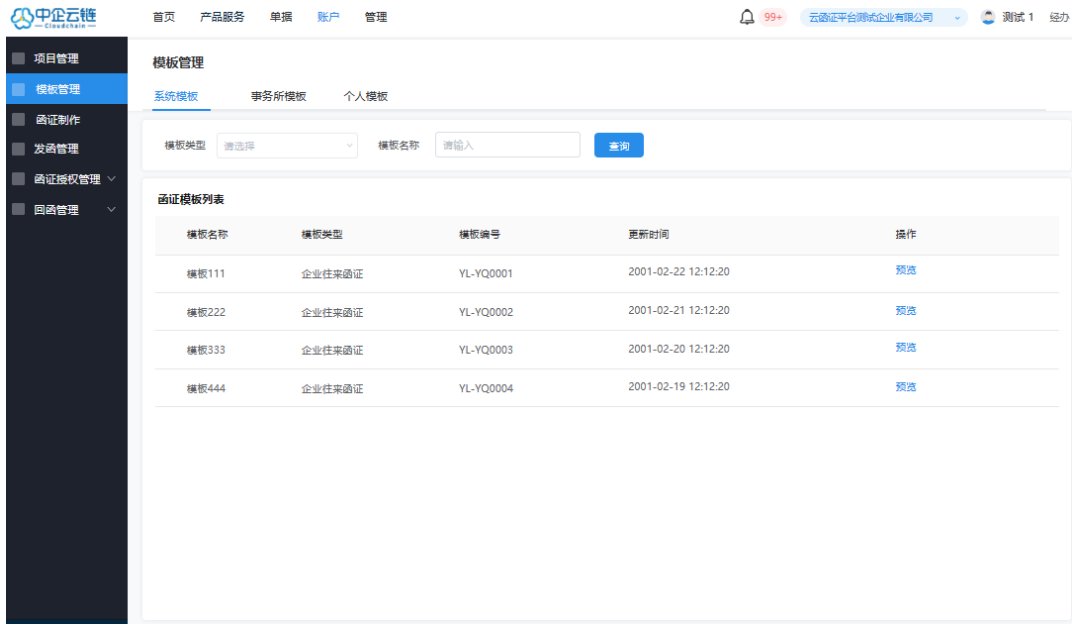 中企云链 首页 产品服务 单据 账户 管理 99+ 云函证平台测试企业有限公司 测试 1 经办
Cloudchain
项目管理
模板管理
函证制作
发函管理
函证授权管理
回函管理
模板管理
系统模板 事务所模板 个人模板
模板类型 请选择 模板名称 请输入 查询
函证模板列表
模板名称 模板类型 模板编号 更新时间 操作
模板111 企业往来函证 YL-YQ0001 2001-02-22 12:12:20 预览
模板222 企业往来函证 YL-YQ0002 2001-02-21 12:12:20 预览
模板333 企业往来函证 YL-YQ0003 2001-02-20 12:12:20 预览
模板444 企业往来函证 YL-YQ0004 2001-02-19 12:12:20 预览